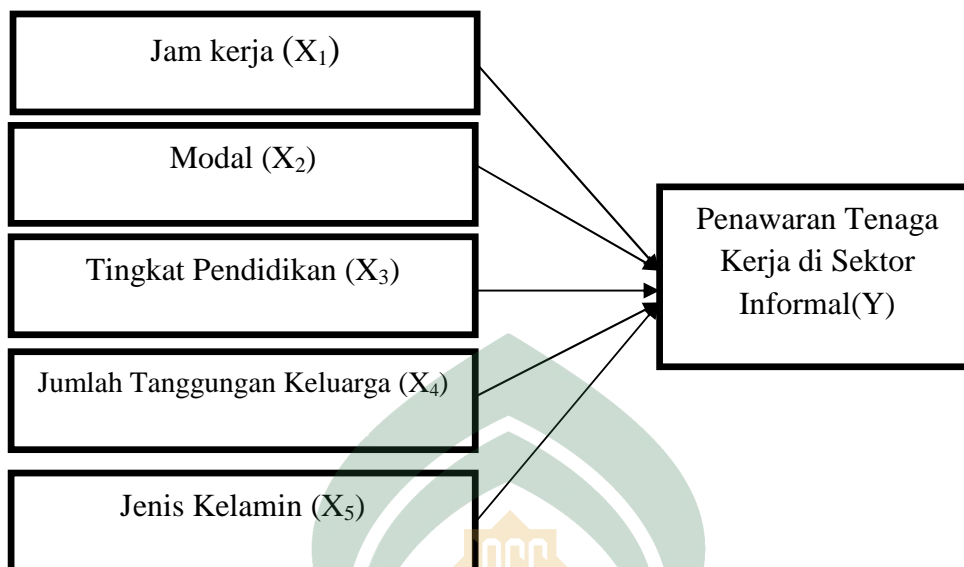 Jam kerja (X₁)
Modal (X₂)
Tingkat Pendidikan (X₃)
Jumlah Tanggungan Keluarga (X₄)
Jenis Kelamin (X₅)
Penawaran Tenaga
Kerja di Sektor
Informal(Y)